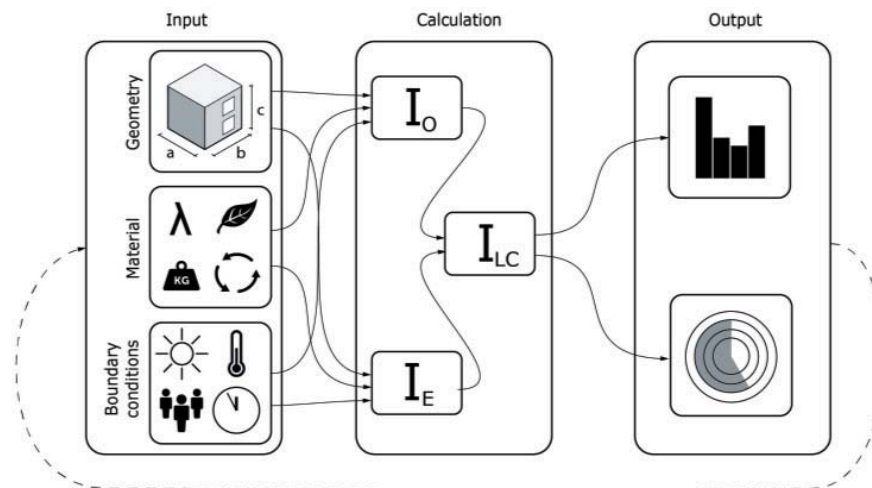 Input
Calculation
Output
Geometry
a
b
c
Material
λ
KG
Boundary
conditions
I_O
I_LC
I_E